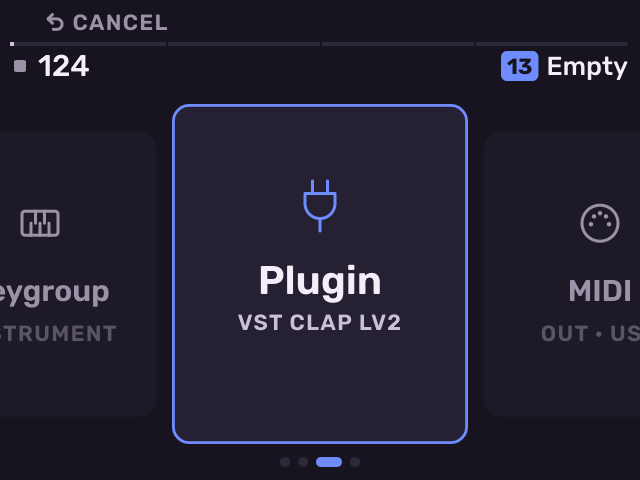 CANCEL
124
13 Empty
eygroup
STRUMENT
Plugin
VST CLAP LV2
MIDI
OUT · US